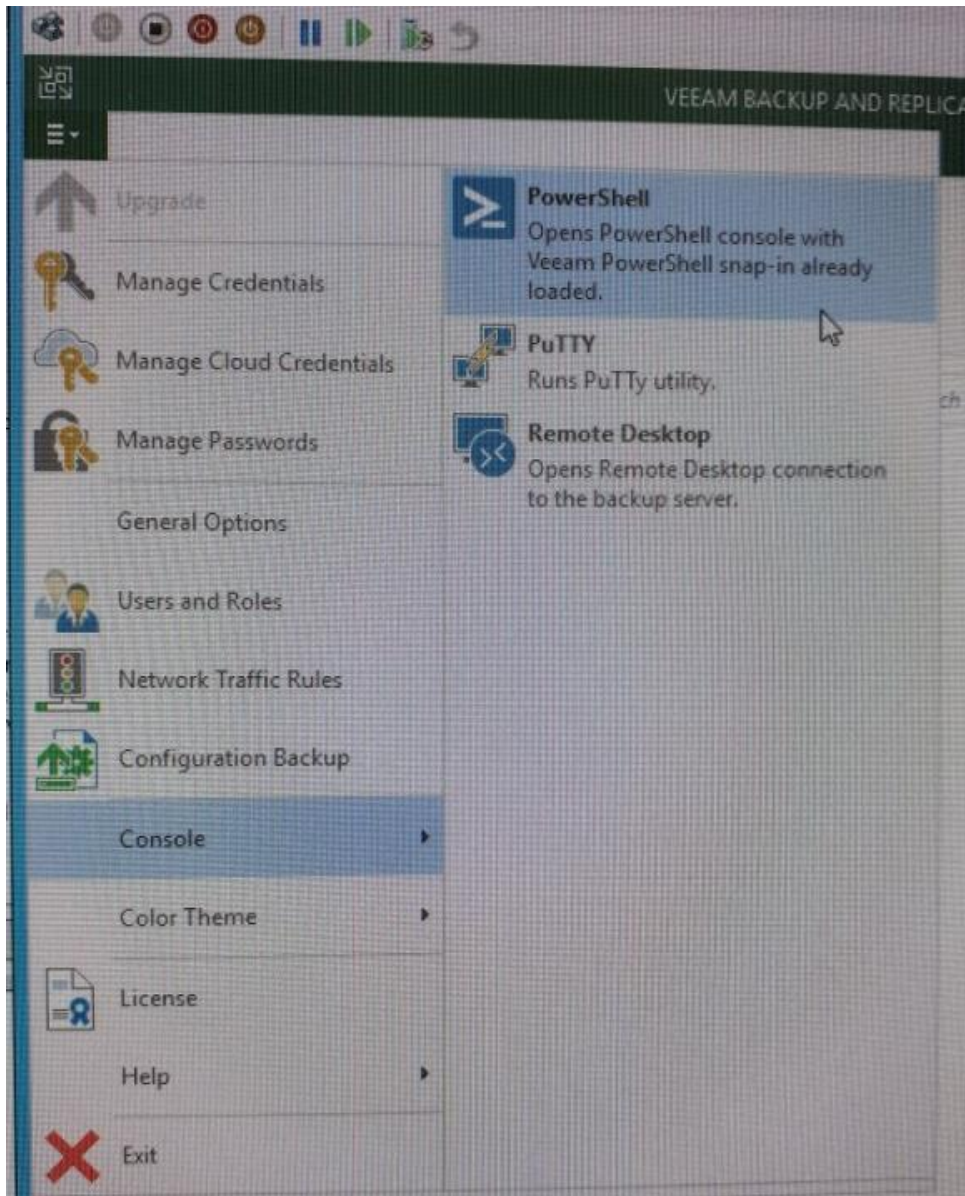 VEEAM BACKUP AND REPLICA
Upgrade
Manage Credentials
Manage Cloud Credentials
Manage Passwords
General Options
Users and Roles
Network Traffic Rules
Configuration Backup
Console
Color Theme
License
Help
Exit
PowerShell
Opens PowerShell console with
Veeam PowerShell snap-in already
loaded.
PuTTY
Runs PuTTy utility.
Remote Desktop
Opens Remote Desktop connection
to the backup server.
ch